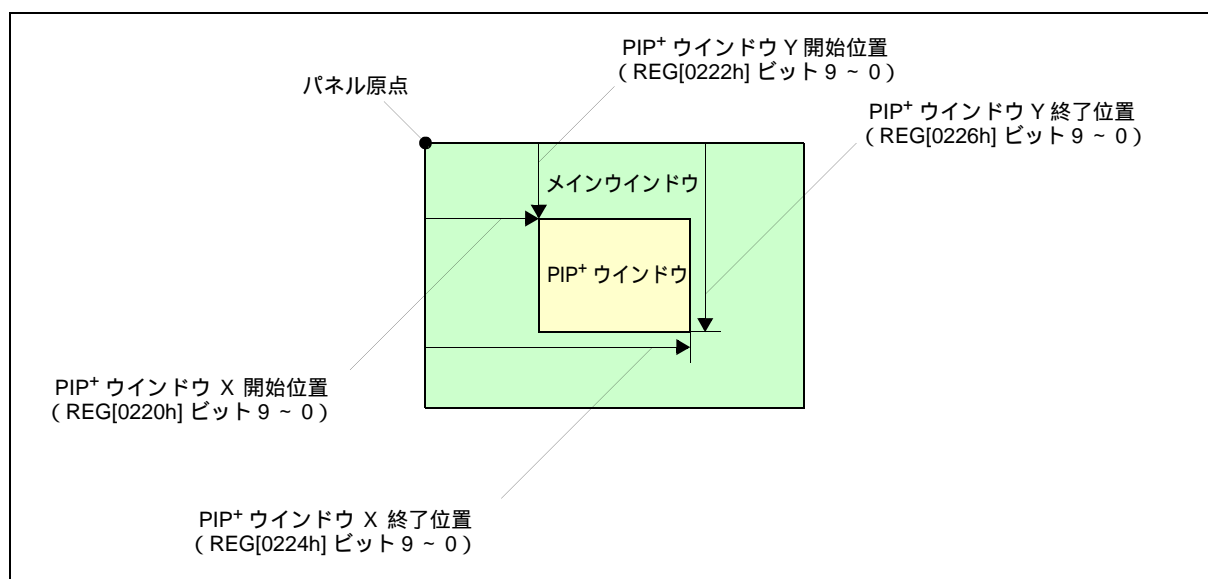 PIP+ ウインドウ Y 開始位置
( REG[0222h] ビット 9 ~ 0 )
パネル原点
PIP+ ウインドウ Y 終了位置
( REG[0226h] ビット 9 ~ 0 )
メインウインドウ
PIP+ ウインドウ
PIP+ ウインドウ X 開始位置
( REG[0220h] ビット 9 ~ 0 )
PIP+ ウインドウ X 終了位置
( REG[0224h] ビット 9 ~ 0 )